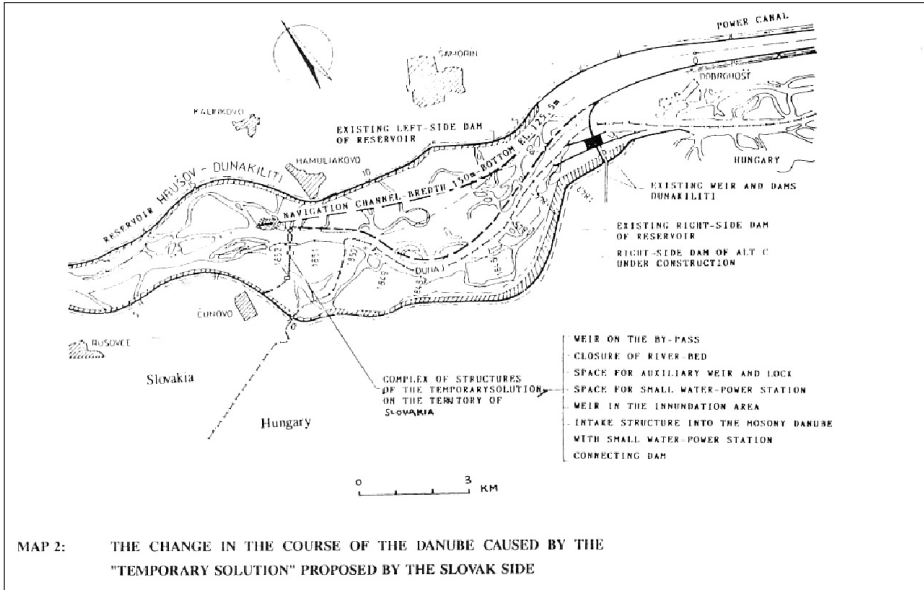 POWER CANAL
ŠAMORIN
DOBROHOŠŤ
KALINKOVO
EXISTING LEFT-SIDE DAM
OF RESERVOIR
HAMULIAKOVO
HUNGARY
RESERVOIR HRUŠOV - DUNAKILITI
NAVIGATION CHANNEL-BREDTH 120m-BOTTOM EL. 125.5m
EXISTING WEIR AND DAMS
DUNAKILITI
EXISTING RIGHT-SIDE DAM
OF RESERVOIR
RIGHT-SIDE DAM OF ALT C
UNDER CONSTRUCTION
DUNAJ
1853
1851
1849
ČUNOVO
RUSOVCE
Slovakia
Hungary
COMPLEX OF STRUCTURES
OF THE TEMPORARYSOLUTION
ON THE TERRITORY OF
SLOVAKIA
WEIR ON THE BY-PASS
CLOSURE OF RIVER-BED
SPACE FOR AUXILIARY WEIR AND LOCK
SPACE FOR SMALL WATER-POWER STATION
WEIR IN THE INNUNDATION AREA
INTAKE STRUCTURE INTO THE MOSONY DANUBE
WITH SMALL WATER-POWER STATION
CONNECTING DAM
0 3 KM
MAP 2: THE CHANGE IN THE COURSE OF THE DANUBE CAUSED BY THE
"TEMPORARY SOLUTION" PROPOSED BY THE SLOVAK SIDE